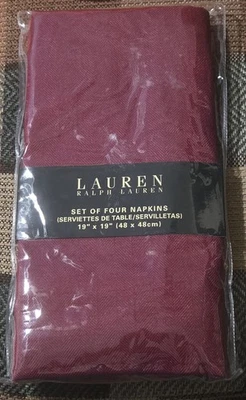 LAUREN
RALPH LAUREN
SET OF FOUR NAPKINS
(SERVIETTES DE TABLE/SERVILLETAS)
19" x 19" (48 x 48cm)